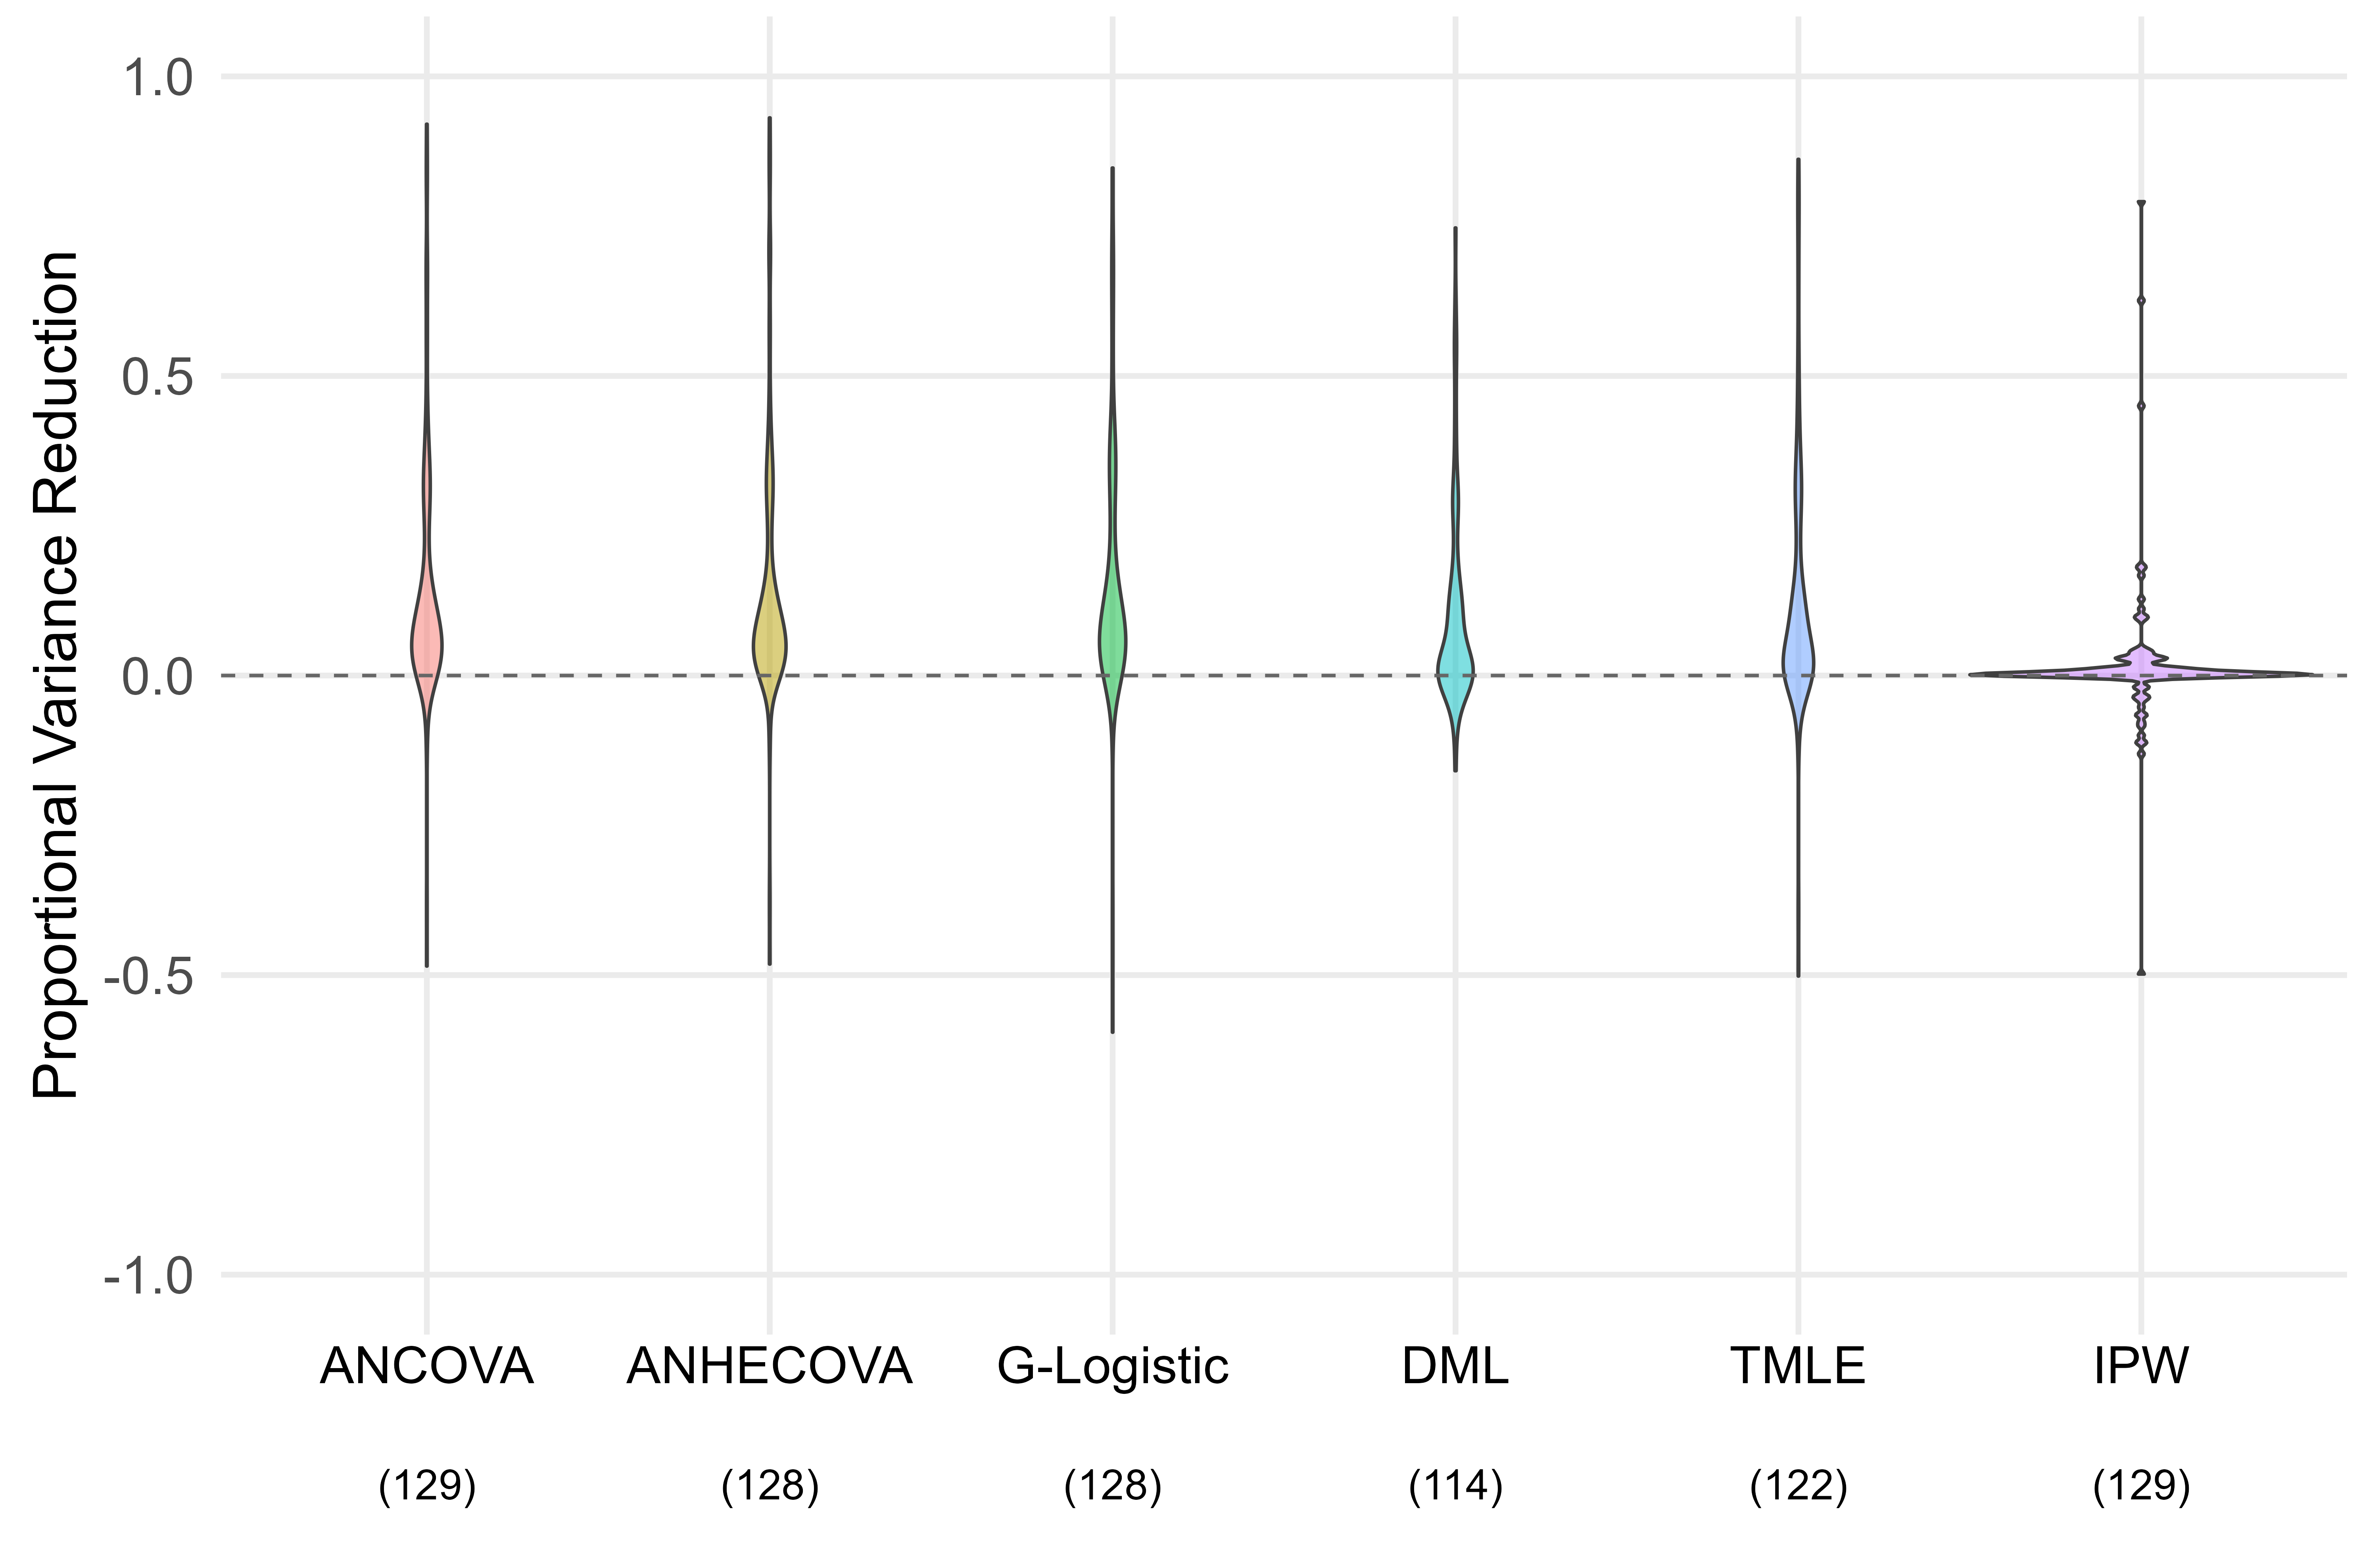 Proportional Variance Reduction
1.0
0.5
0.0
-0.5
-1.0
ANCOVA ANHECOVA G-Logistic DML TMLE IPW
(129) (128) (128) (114) (122) (129)